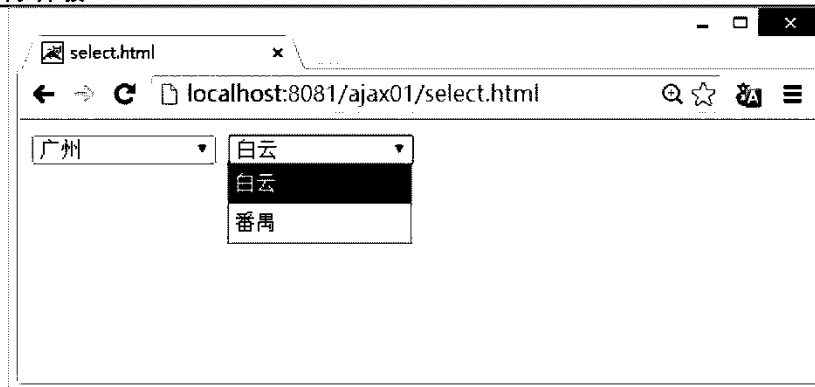 select.html
localhost:8081/ajax01/select.html
广州 白云
白云
番禺